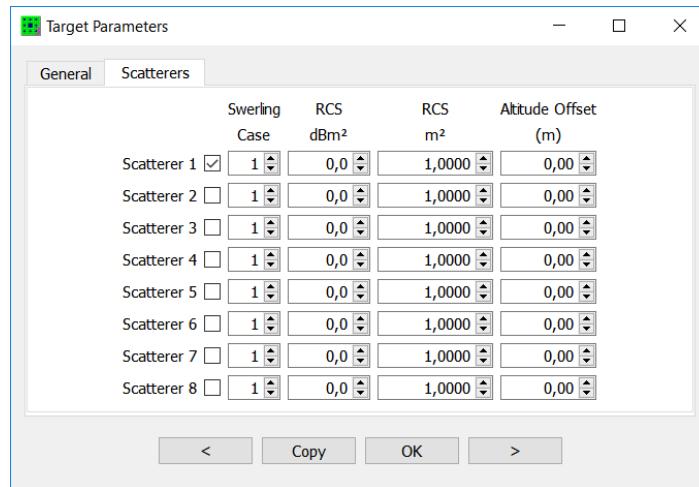 Target Parameters
General Scatterers
Swerling RCS RCS Altitude Offset
Case dBm² m² (m)
Scatterer 1 1 0,0 1,0000 0,00
Scatterer 2 1 0,0 1,0000 0,00
Scatterer 3 1 0,0 1,0000 0,00
Scatterer 4 1 0,0 1,0000 0,00
Scatterer 5 1 0,0 1,0000 0,00
Scatterer 6 1 0,0 1,0000 0,00
Scatterer 7 1 0,0 1,0000 0,00
Scatterer 8 1 0,0 1,0000 0,00
< Copy OK >